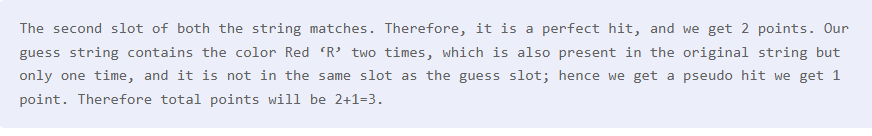 The second slot of both the string matches. Therefore, it is a perfect hit, and we get 2 points. Our
guess string contains the color Red ‘R’ two times, which is also present in the original string but
only one time, and it is not in the same slot as the guess slot; hence we get a pseudo hit we get 1
point. Therefore total points will be 2+1=3.